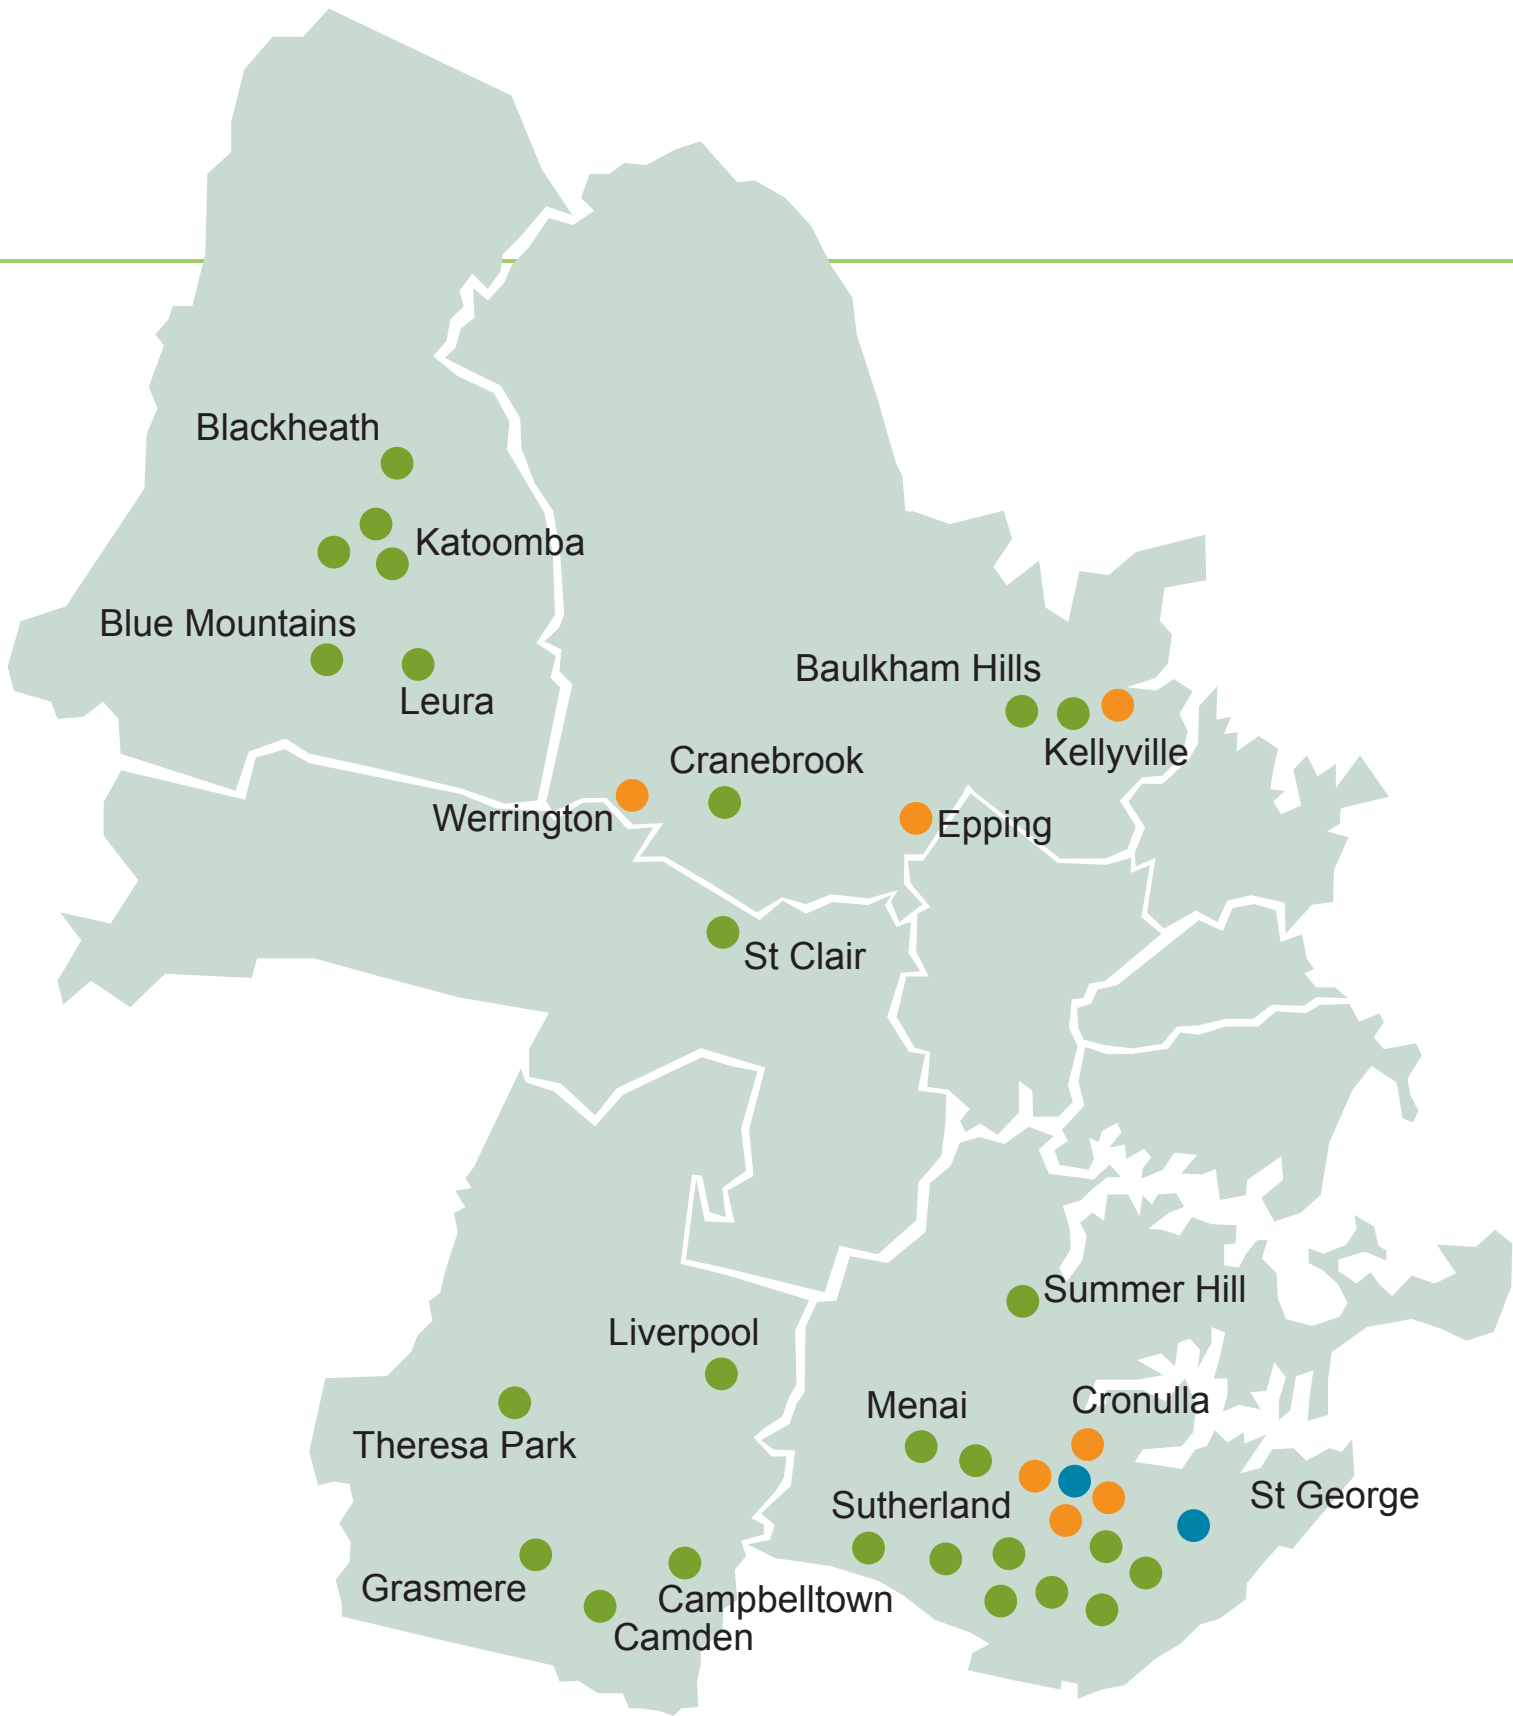 Blackheath
Katoomba
Blue Mountains
Leura
Baulkham Hills
Kellyville
Cranebrook
Werrington
Epping
St Clair
Summer Hill
Liverpool
Menai
Cronulla
Theresa Park
Sutherland
St George
Grasmere
Campbelltown
Camden